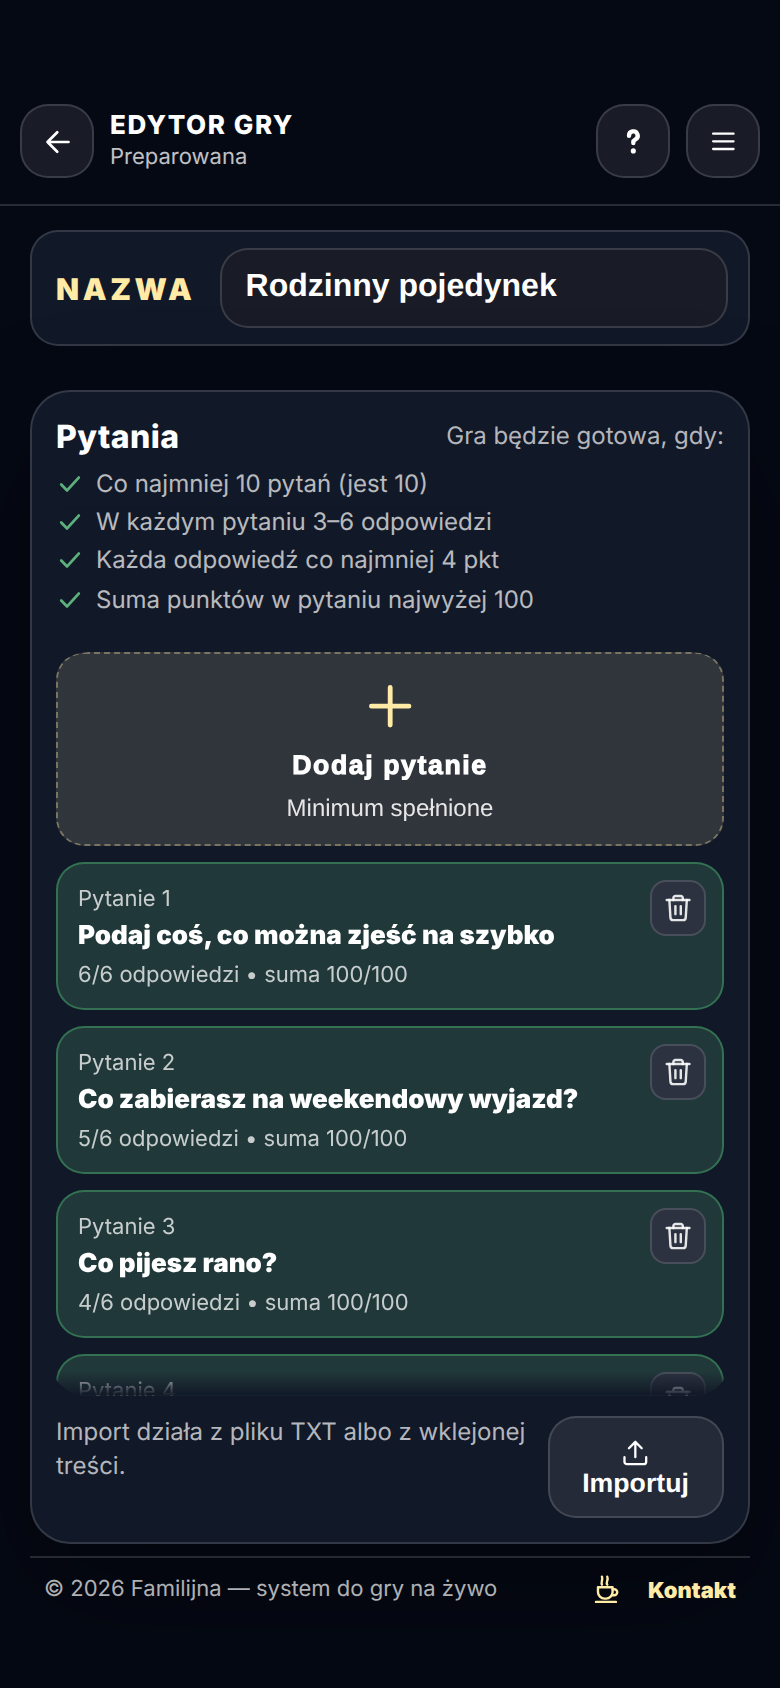 EDYTOR GRY
Preparowana
?
NAZWA
Rodzinny pojedynek
Pytania
Gra będzie gotowa, gdy:
Co najmniej 10 pytań (jest 10)
W każdym pytaniu 3–6 odpowiedzi
Każda odpowiedź co najmniej 4 pkt
Suma punktów w pytaniu najwyżej 100
Dodaj pytanie
Minimum spełnione
Pytanie 1
Podaj coś, co można zjeść na szybko
6/6 odpowiedzi • suma 100/100
Pytanie 2
Co zabierasz na weekendowy wyjazd?
5/6 odpowiedzi • suma 100/100
Pytanie 3
Co pijesz rano?
4/6 odpowiedzi • suma 100/100
Pytanie 4
Import działa z pliku TXT albo z wklejonej
treści.
Importuj
© 2026 Familijna — system do gry na żywo
Kontakt